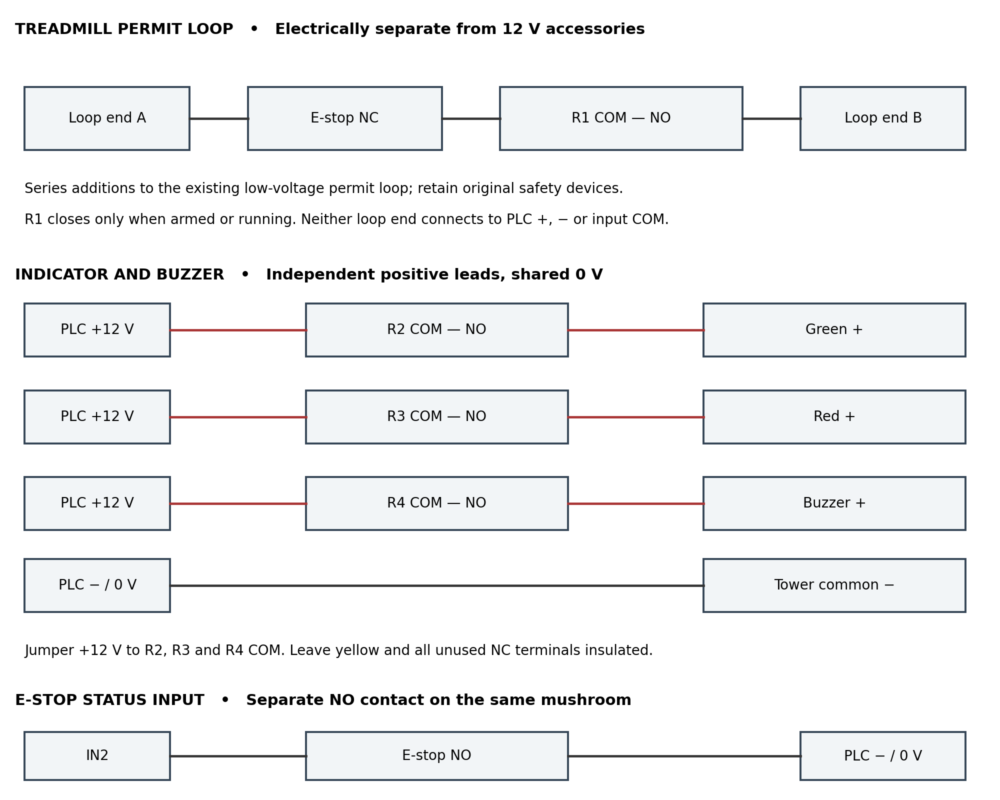 TREADMILL PERMIT LOOP • Electrically separate from 12 V accessories
Loop end A
E-stop NC
R1 COM — NO
Loop end B
Series additions to the existing low-voltage permit loop; retain original safety devices.
R1 closes only when armed or running. Neither loop end connects to PLC +, − or input COM.
INDICATOR AND BUZZER • Independent positive leads, shared 0 V
PLC +12 V
R2 COM — NO
Green +
PLC +12 V
R3 COM — NO
Red +
PLC +12 V
R4 COM — NO
Buzzer +
PLC − / 0 V
Tower common −
Jumper +12 V to R2, R3 and R4 COM. Leave yellow and all unused NC terminals insulated.
E-STOP STATUS INPUT • Separate NO contact on the same mushroom
IN2
E-stop NO
PLC − / 0 V